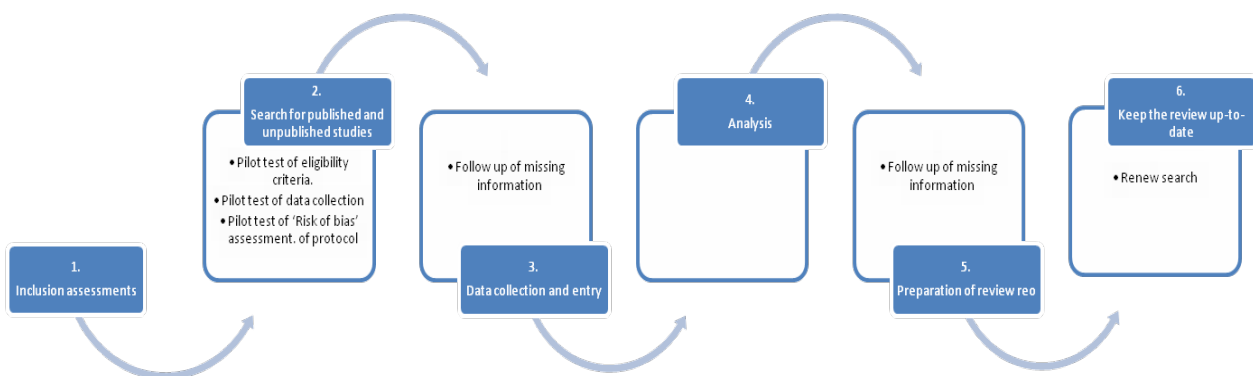 1.
Inclusion assessments
2.
Search for published and
unpublished studies
• Pilot test of eligibility
criteria.
• Pilot test of data collection
• Pilot test of ‘Risk of bias’
assessment. of protocol
• Follow up of missing
information
3.
Data collection and entry
4.
Analysis
• Follow up of missing
information
5.
Preparation of review reo
6.
Keep the review up-to-
date
• Renew search